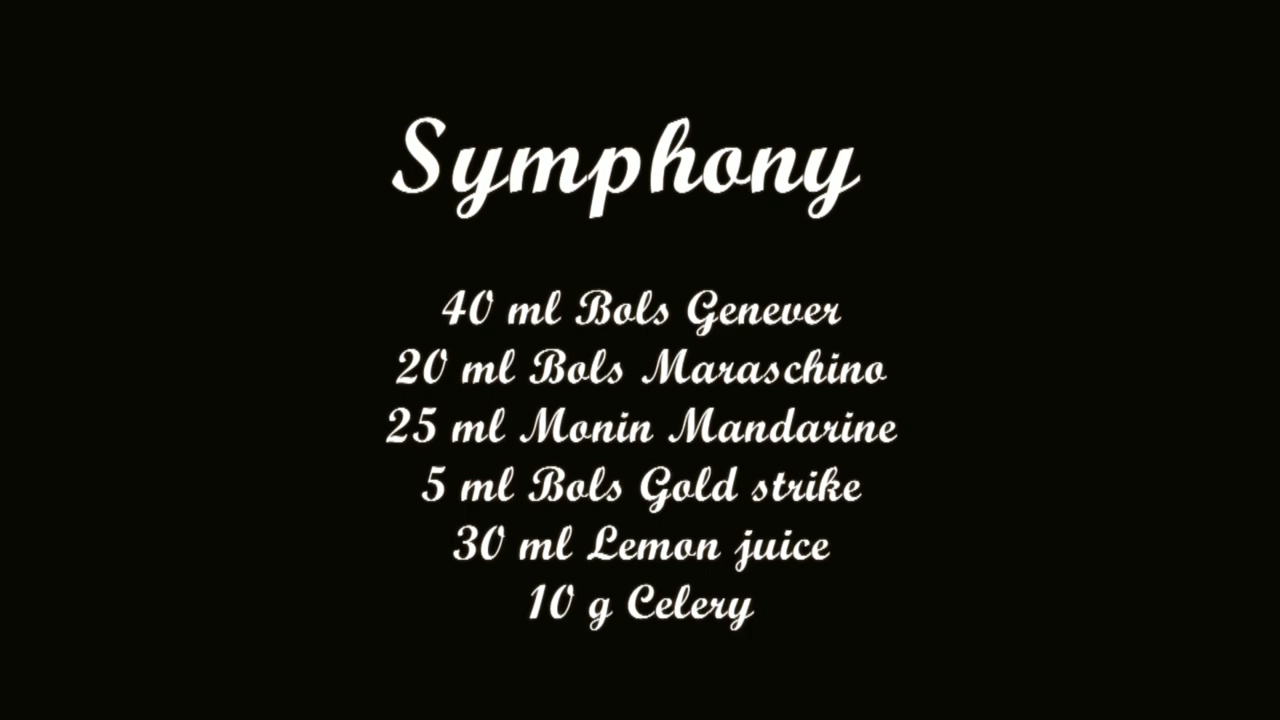 Symphony
40 ml Bols Genever
20 ml Bols Maraschino
25 ml Monin Mandarine
5 ml Bols Gold strike
30 ml Lemon juice
10 g Celery